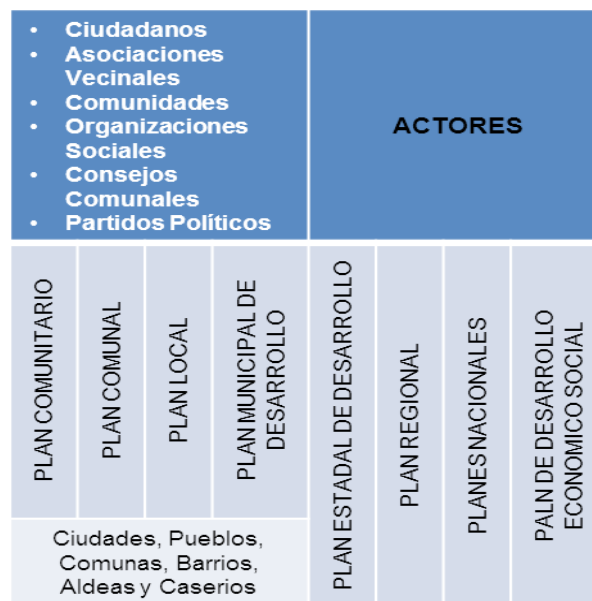 • Ciudadanos
• Asociaciones
Vecinales
• Comunidades
• Organizaciones
Sociales
• Consejos
Comunales
• Partidos Políticos
ACTORES
PLAN COMUNITARIO
PLAN COMUNAL
PLAN LOCAL
PLAN MUNICIPAL DE
DESARROLLO
PLAN ESTADAL DE DESARROLLO
PLAN REGIONAL
PLANES NACIONALES
PALN DE DESARROLLO
ECONOMICO SOCIAL
Ciudades, Pueblos,
Comunas, Barrios,
Aldeas y Caserios